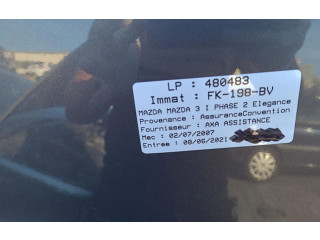 LP : 480483
Immat : FK-198-BV
MAZDA MAZDA 3 I PHASE 2 Elegance
Provenance : AssuranceConvention
Fournisseur : AXA ASSISTANCE
Mec : 02/07/2007
Entree : 08/06/2021